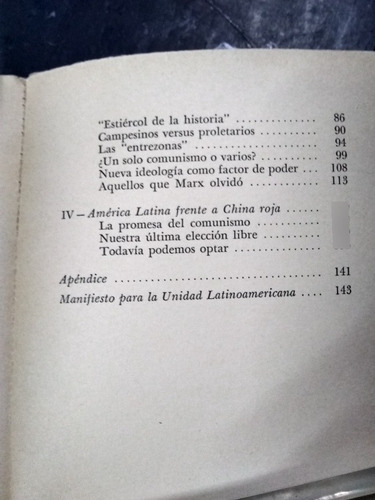 "Estiércol de la historia" .............. 86
Campesinos versus proletarios .......... 90
Las "entrezonas" ..................... 94
¿Un solo comunismo o varios? .......... 99
Nueva ideología como factor de poder .. 108
Aquellos que Marx olvidó .............. 113
IV — América Latina frente a China roja ......
La promesa del comunismo ............
Nuestra última elección libre ..........
Todavía podemos optar ................
Apéndice ................................ 141
Manifiesto para la Unidad Latinoamericana .... 143